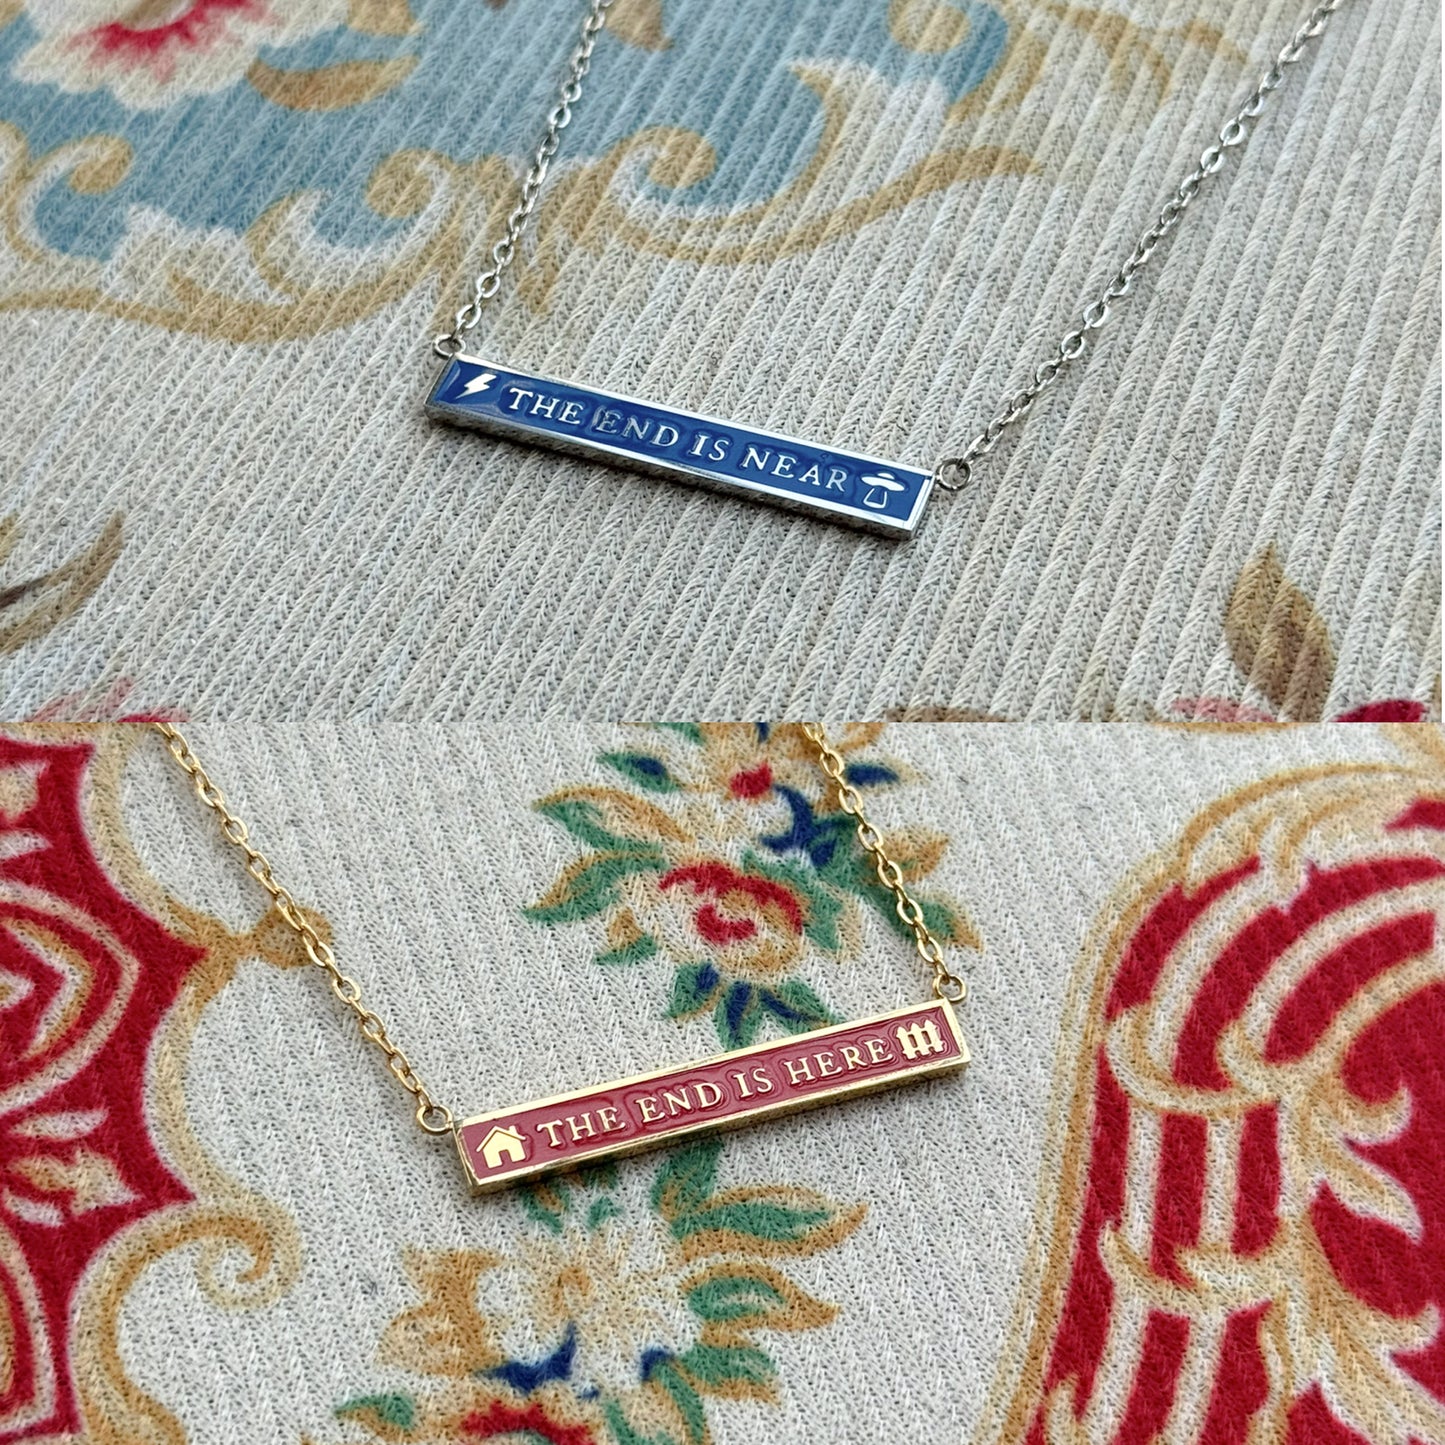 THE END IS NEAR
THE END IS HERE